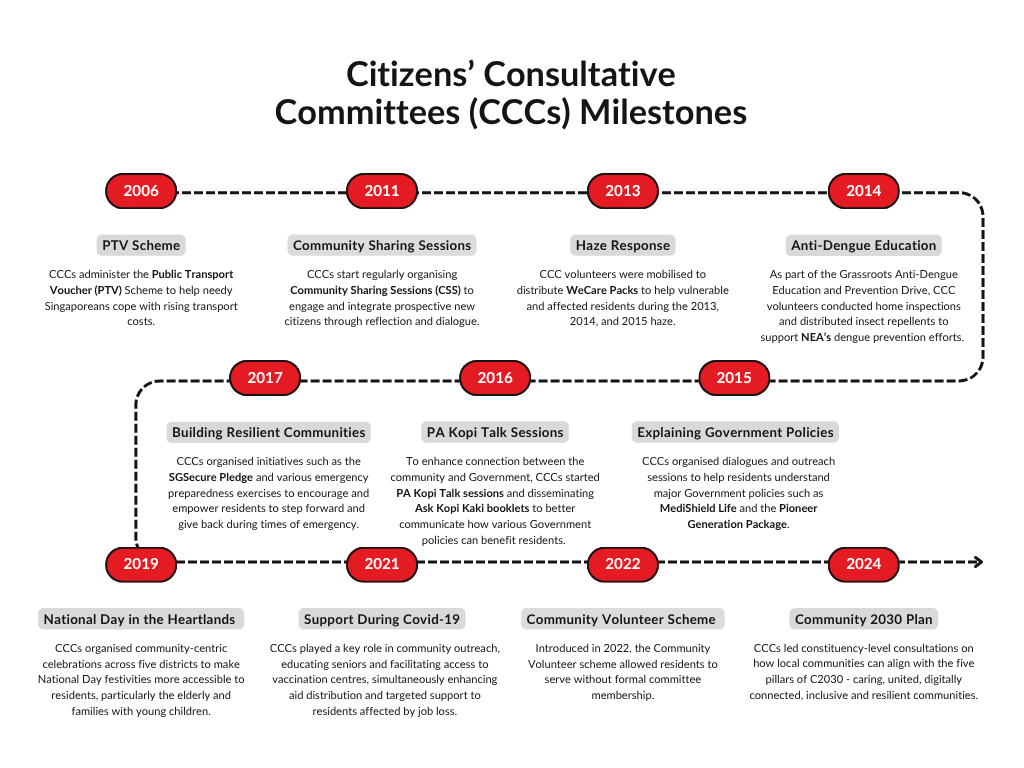 Citizens’ Consultative
Committees (CCCs) Milestones
2006
PTV Scheme
CCCs administer the Public Transport
Voucher (PTV) Scheme to help needy
Singaporeans cope with rising transport
costs.
2011
Community Sharing Sessions
CCCs start regularly organising
Community Sharing Sessions (CSS) to
engage and integrate prospective new
citizens through reflection and dialogue.
2013
Haze Response
CCC volunteers were mobilised to
distribute WeCare Packs to help vulnerable
and affected residents during the 2013,
2014, and 2015 haze.
2014
Anti-Dengue Education
As part of the Grassroots Anti-Dengue
Education and Prevention Drive, CCC
volunteers conducted home inspections
and distributed insect repellents to
support NEA’s dengue prevention efforts.
2015
Explaining Government Policies
CCCs organised dialogues and outreach
sessions to help residents understand
major Government policies such as
MediShield Life and the Pioneer
Generation Package.
2016
PA Kopi Talk Sessions
To enhance connection between the
community and Government, CCCs started
PA Kopi Talk sessions and disseminating
Ask Kopi Kaki booklets to better
communicate how various Government
policies can benefit residents.
2017
Building Resilient Communities
CCCs organised initiatives such as the
SGSecure Pledge and various emergency
preparedness exercises to encourage and
empower residents to step forward and
give back during times of emergency.
2019
National Day in the Heartlands
CCCs organised community-centric
celebrations across five districts to make
National Day festivities more accessible to
residents, particularly the elderly and
families with young children.
2021
Support During Covid-19
CCCs played a key role in community outreach,
educating seniors and facilitating access to
vaccination centres, simultaneously enhancing
aid distribution and targeted support to
residents affected by job loss.
2022
Community Volunteer Scheme
Introduced in 2022, the Community
Volunteer scheme allowed residents to
serve without formal committee
membership.
2024
Community 2030 Plan
CCCs led constituency-level consultations on
how local communities can align with the five
pillars of C2030 - caring, united, digitally
connected, inclusive and resilient communities.